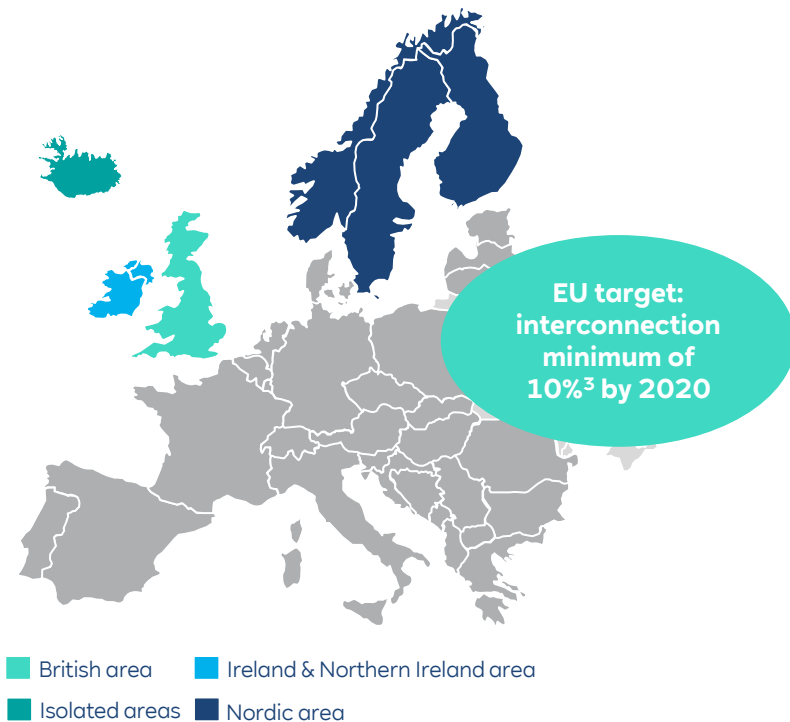 EU target:
interconnection
minimum of
10%³ by 2020
British area
Ireland & Northern Ireland area
Isolated areas
Nordic area